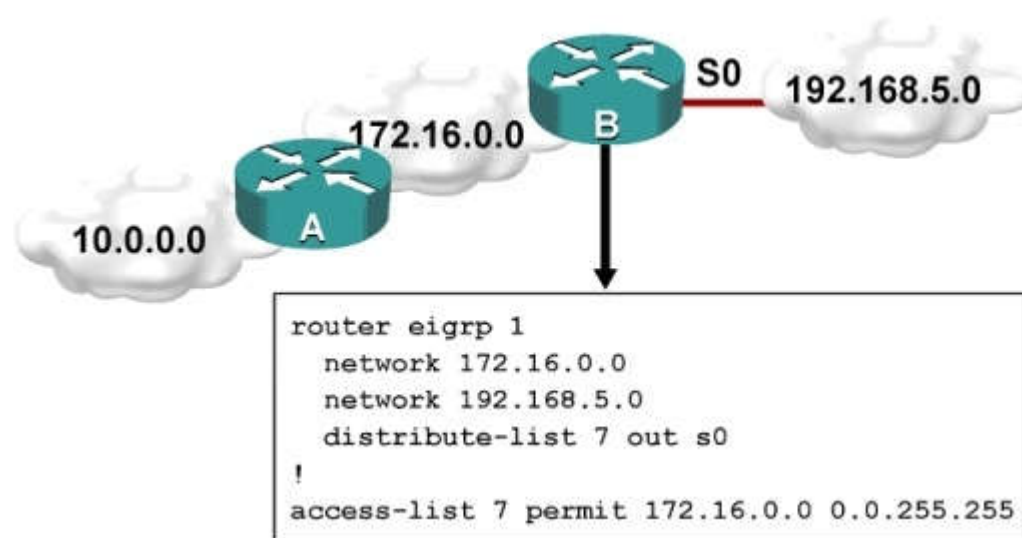 S0
192.168.5.0
B
172.16.0.0
A
10.0.0.0
router eigrp 1
network 172.16.0.0
network 192.168.5.0
distribute-list 7 out s0
!
access-list 7 permit 172.16.0.0 0.0.255.255